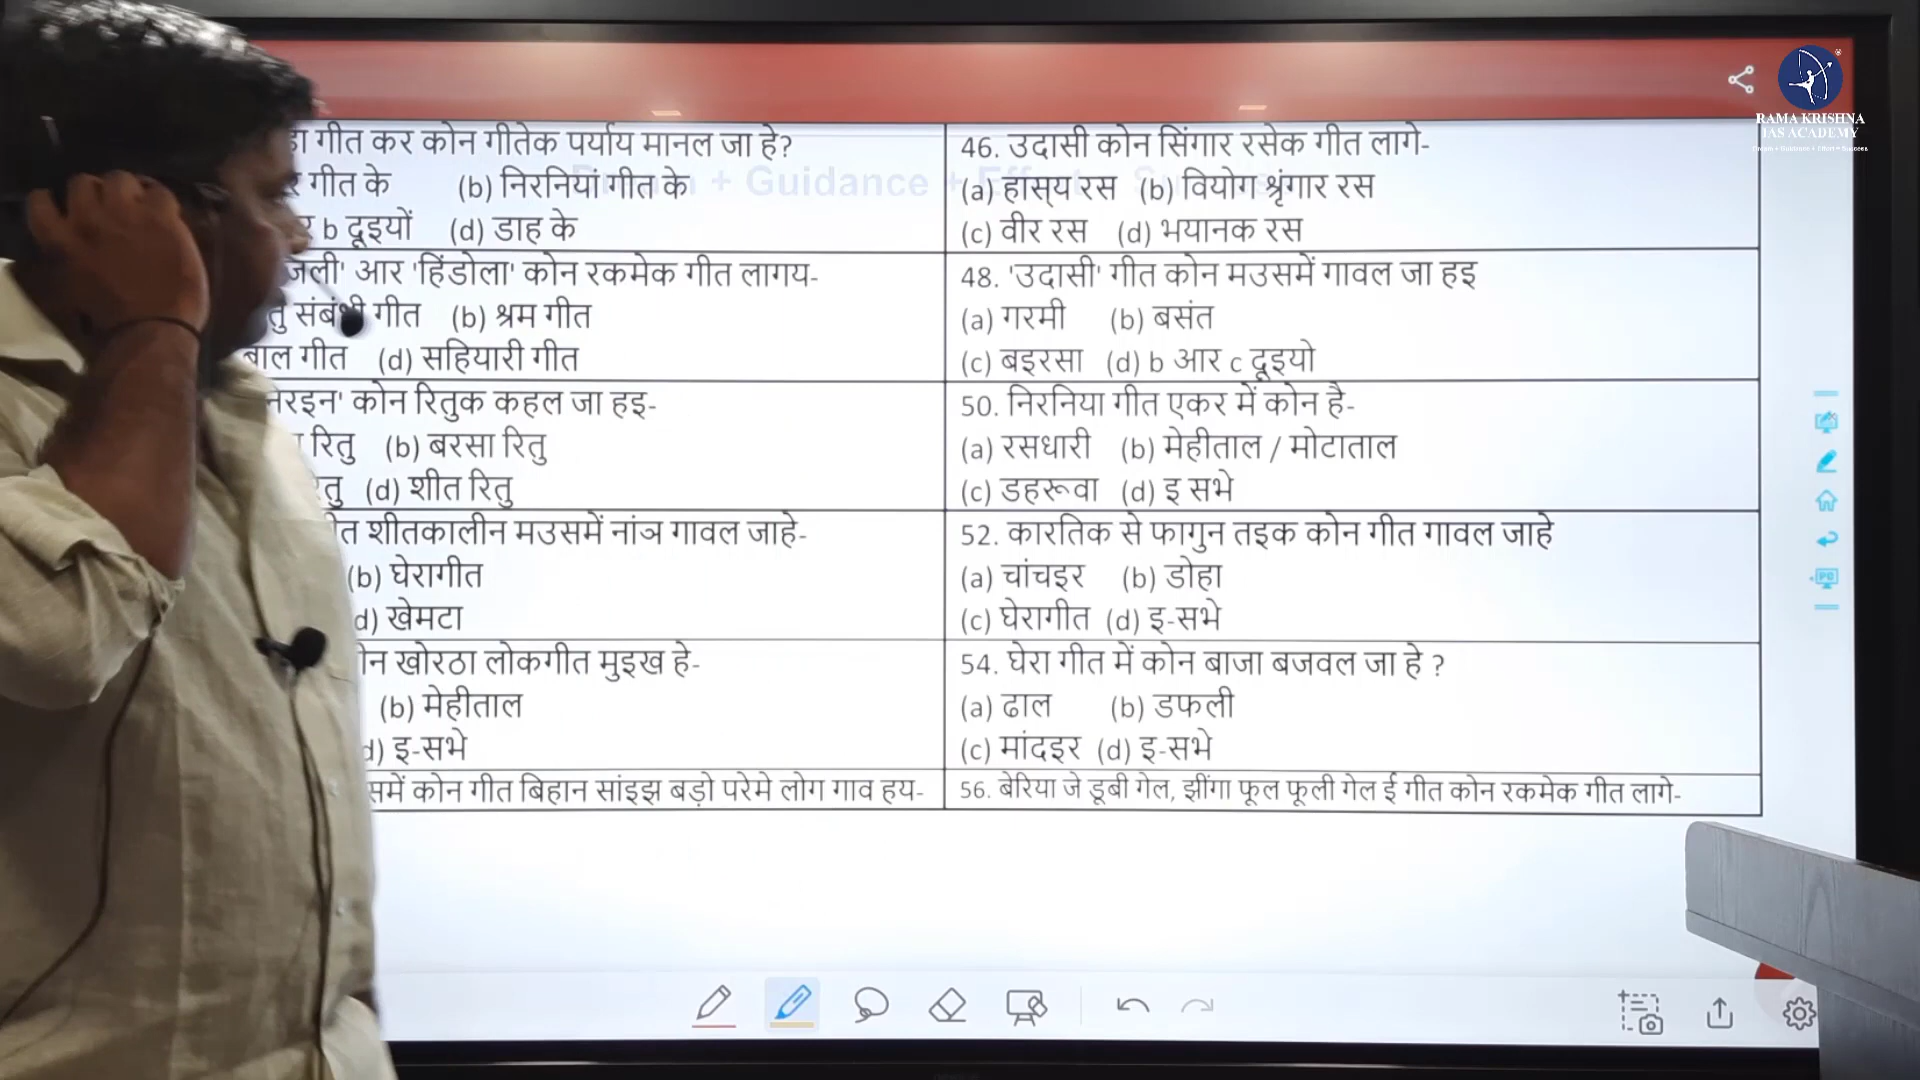 गीत कर कोन गीतेक पर्याय मानल जा हे?
गीत के (b) निरनियां गीत के
b दूइयों (d) डाह के
आर 'हिंडोला' कोन रकमेक गीत लागय-
संबंधी गीत (b) श्रम गीत
बाल गीत (d) सहियारी गीत
कोन रितुक कहल जा हइ-
रितु (b) बरसा रितु
(d) शीत रितु
शीतकालीन मउसमें नांञ गावल जाहे-
(b) घेरागीत
d) खेमटा
खोरठा लोकगीत मुइख हे-
(b) मेहीताल
d) इ-सभे
कोन गीत बिहान सांइझ बड़ो परेमे लोग गाव हय-
46. उदासी कोन सिंगार रसेक गीत लागे-
(a) हास्‌य रस (b) वियोग श्रृंगार रस
(c) वीर रस (d) भयानक रस
48. 'उदासी' गीत कोन मउसमें गावल जा हइ
(a) गरमी (b) बसंत
(c) बइरसा (d) b आर c दूइयो
50. निरनिया गीत एकर में कोन है-
(a) रसधारी (b) मेहीताल / मोटाताल
(c) डहरूवा (d) इ सभे
52. कारतिक से फागुन तइक कोन गीत गावल जाहे
(a) चांचइर (b) डोहा
(c) घेरागीत (d) इ-सभे
54. घेरा गीत में कोन बाजा बजवल जा हे ?
(a) ढाल (b) डफली
(c) मांदइर (d) इ-सभे
56. बेरिया जे डूबी गेल, झींगा फूल फूली गेल ई गीत कोन रकमेक गीत लागे-
+ Guidance +
RAMA KRISHNA
IAS ACADEMY
PC